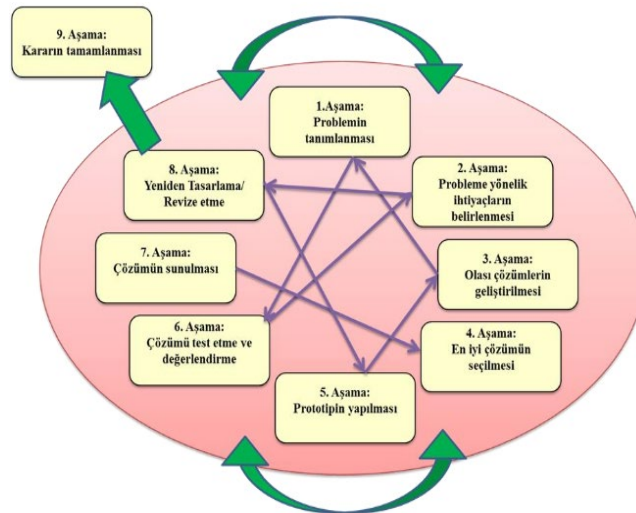 9. Aşama:
Kararın tamamlanması
1.Aşama:
Problemin
tanımlanması
2. Aşama:
Probleme yönelik
ihtiyaçların
belirlenmesi
3. Aşama:
Olası çözümlerin
geliştirilmesi
4. Aşama:
En iyi çözümün
seçilmesi
5. Aşama:
Prototipin yapılması
6. Aşama:
Çözümü test etme ve
değerlendirme
7. Aşama:
Çözümün sunulması
8. Aşama:
Yeniden Tasarlama/
Revize etme